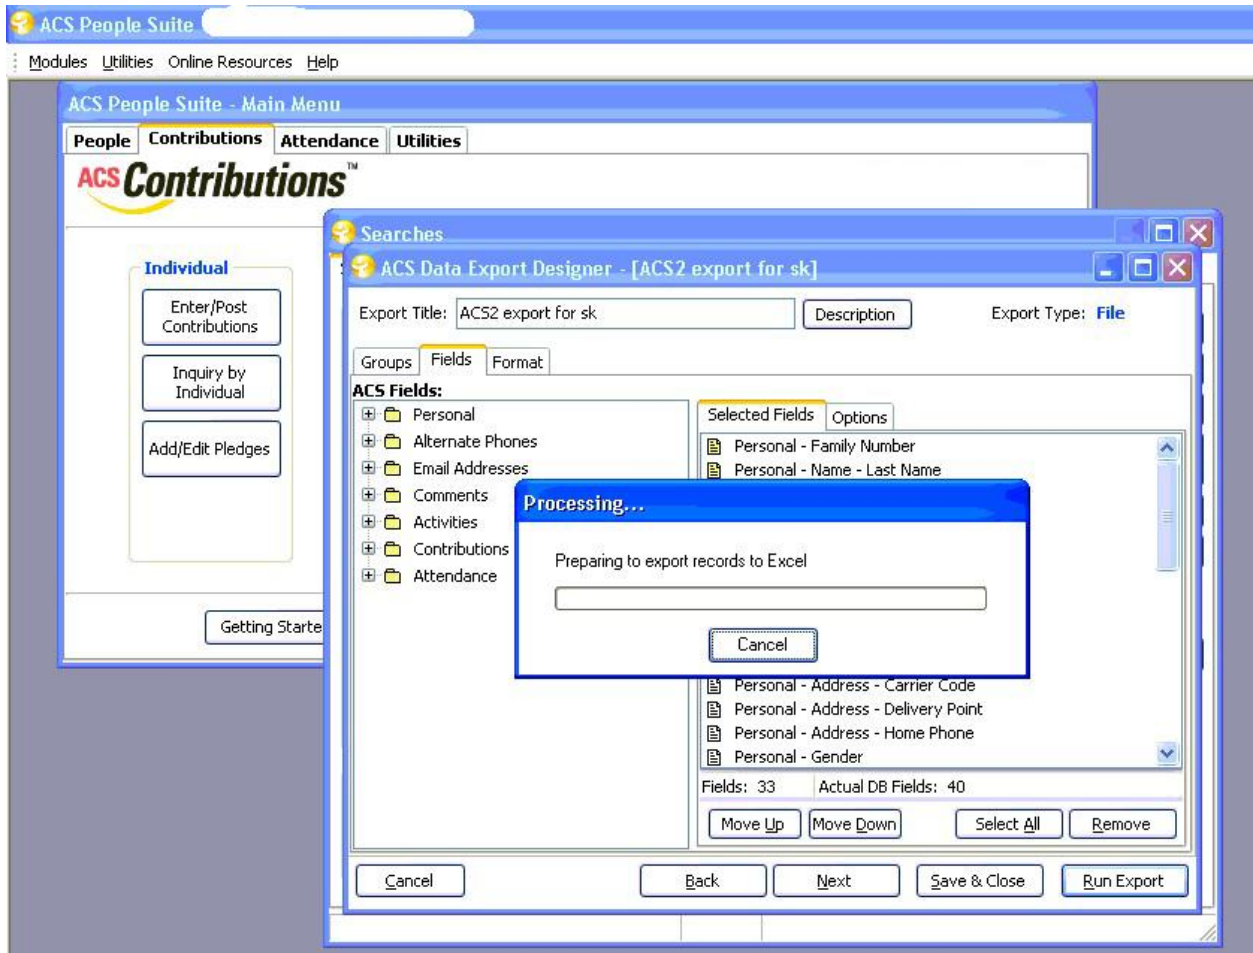 ACS People Suite
Modules Utilities Online Resources Help
ACS People Suite - Main Menu
People Contributions Attendance Utilities
ACS Contributions™
Searches
Individual
ACS Data Export Designer - [ACS2 export for sk]
Enter/Post
Contributions
Export Title: ACS2 export for sk Description Export Type: File
Inquiry by
Individual
Groups Fields Format
ACS Fields:
Personal
Alternate Phones
Email Addresses
Comments
Activities
Contributions
Attendance
Selected Fields Options
Personal - Family Number
Personal - Name - Last Name
Add/Edit Pledges
Processing...
Preparing to export records to Excel
Cancel
Getting Starte
Personal - Address - Carrier Code
Personal - Address - Delivery Point
Personal - Address - Home Phone
Personal - Gender
Fields: 33 Actual DB Fields: 40
Move Up Move Down Select All Remove
Cancel Back Next Save & Close Run Export